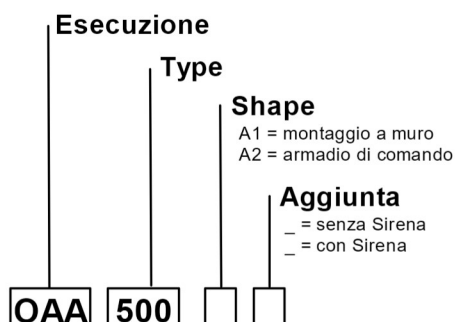 Esecuzione
Type
Shape
A1 = montaggio a muro
A2 = armadio di comando
Aggiunta
_ = senza Sirena
_ = con Sirena
OAA 500